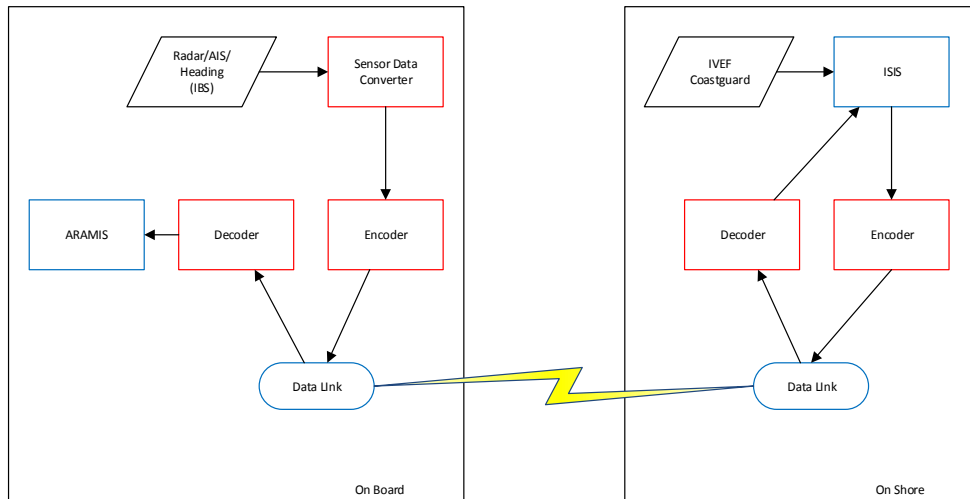 Radar/AIS/
Heading
(IBS)
Sensor Data
Converter
ARAMIS
Decoder
Encoder
Data LInk
On Board
IVEF
Coastguard
ISIS
Decoder
Encoder
Data LInk
On Shore